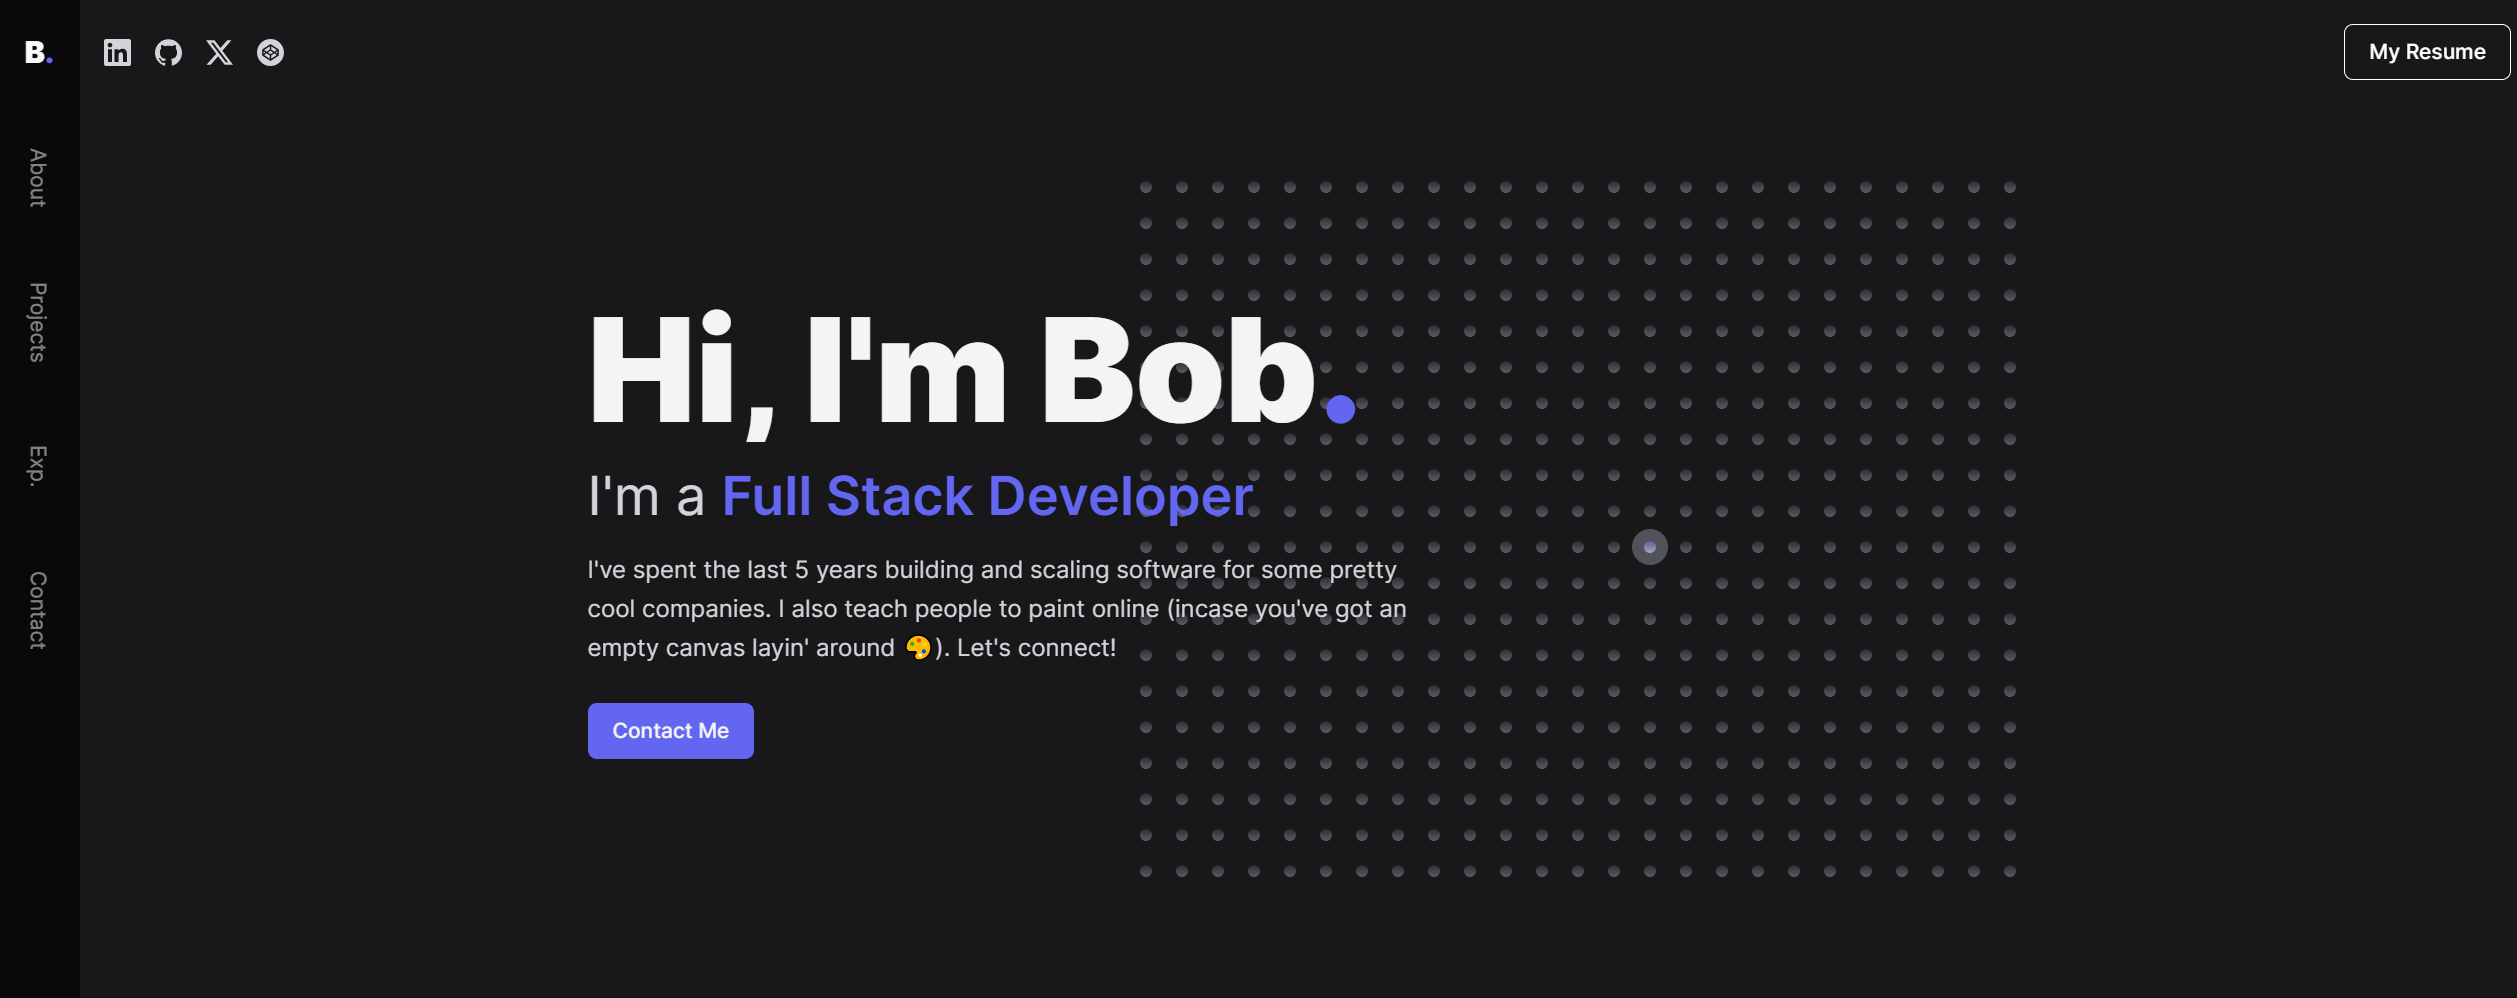 B.
My Resume
About
Projects
Exp.
Contact
Hi, I'm Bob.
I'm a Full Stack Developer
I've spent the last 5 years building and scaling software for some pretty
cool companies. I also teach people to paint online (incase you've got an
empty canvas layin' around 🎨). Let's connect!
Contact Me